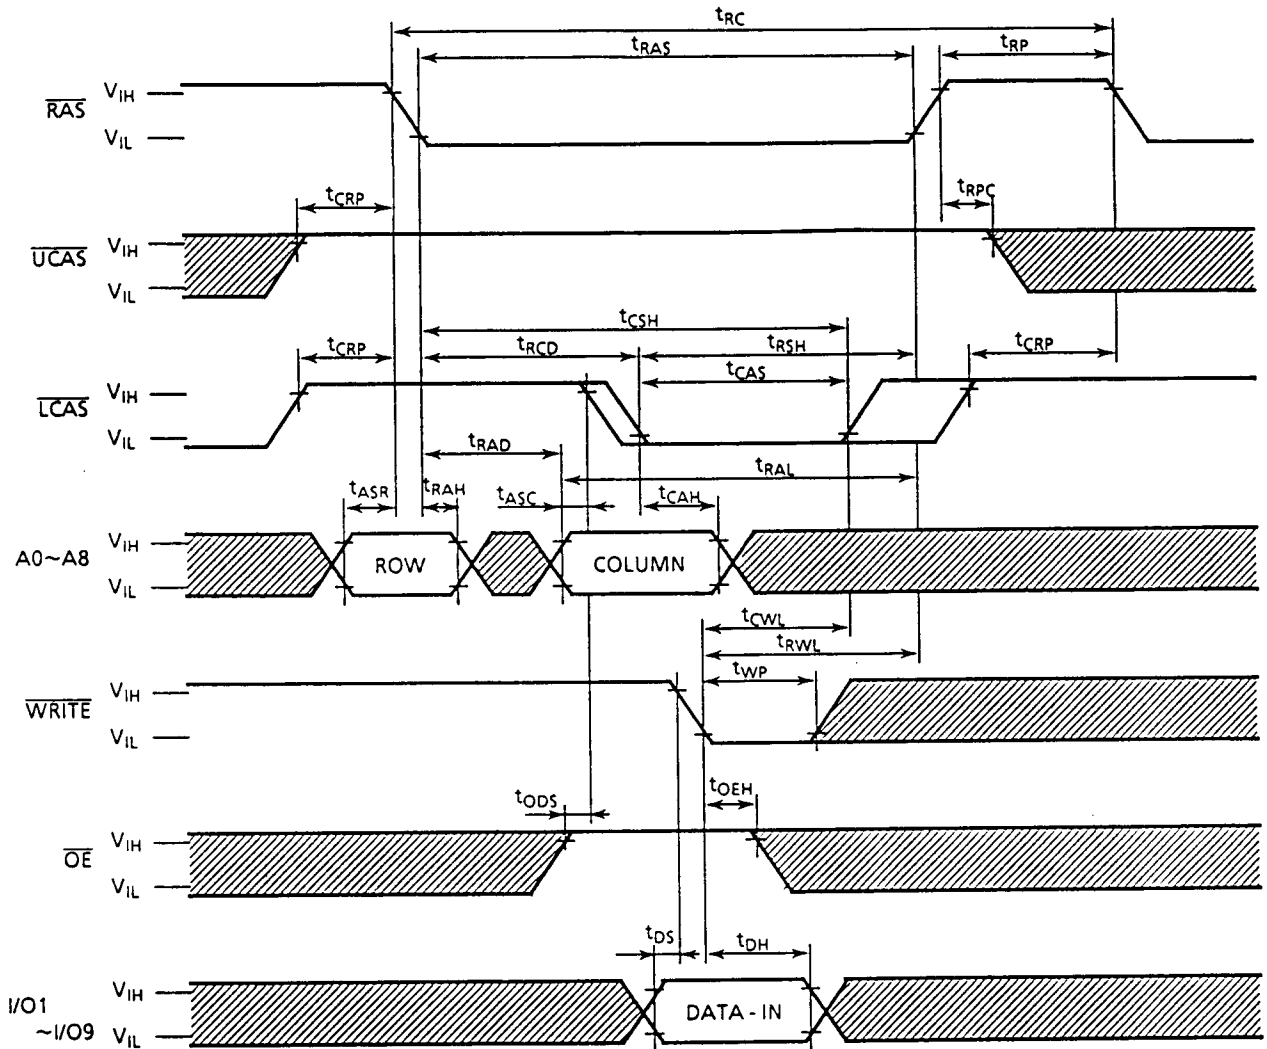 tRC
tRAS
tRP
RAS
VIH
VIL
tCRP
tRPC
UCAS
VIH
VIL
tCSH
tCRP
tRCD
tRSH
tCRP
tCAS
LCAS
VIH
VIL
tRAD
tRAL
tASR
tRAH
tASC
tCAH
A0~A8
VIH
VIL
ROW
COLUMN
tCWL
tRWL
tWP
WRITE
VIH
VIL
tODS
tOEH
OE
VIH
VIL
tDS
tDH
I/O1
~I/O9
VIH
VIL
DATA - IN